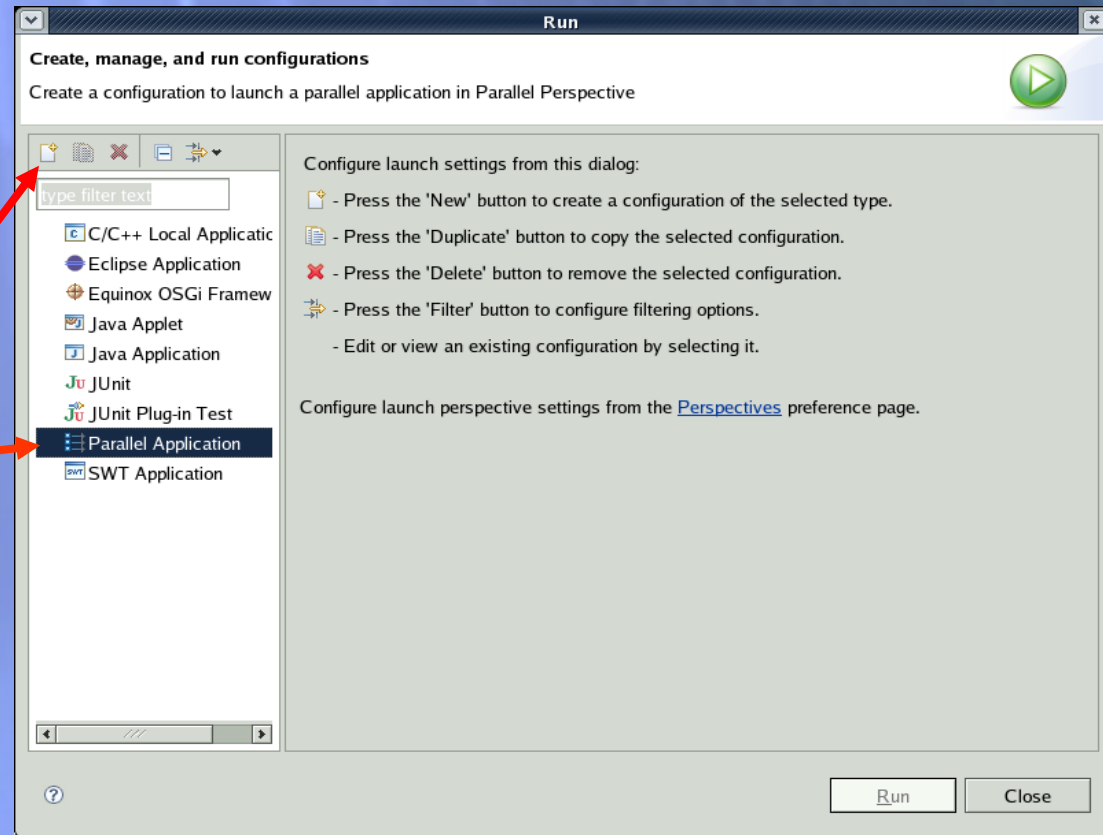 Run
Create, manage, and run configurations
Create a configuration to launch a parallel application in Parallel Perspective
type filter text
C/C++ Local Applicatic
Eclipse Application
Equinox OSGi Framew
Java Applet
Java Application
JUnit
JUnit Plug-in Test
Parallel Application
SWT Application
Configure launch settings from this dialog:
- Press the 'New' button to create a configuration of the selected type.
- Press the 'Duplicate' button to copy the selected configuration.
- Press the 'Delete' button to remove the selected configuration.
- Press the 'Filter' button to configure filtering options.
- Edit or view an existing configuration by selecting it.
Configure launch perspective settings from the Perspectives preference page.
Run
Close